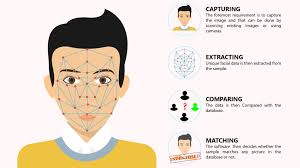 CAPTURING
The foremost requirement is to capture
the image and that can be done by
scanning existing images or using
cameras.
EXTRACTING
Unique facial data is then extracted from
the sample.
COMPARING
The data is then Compared with the
database.
MATCHING
The software then decides whether the
sample matches any picture in the
database or not.